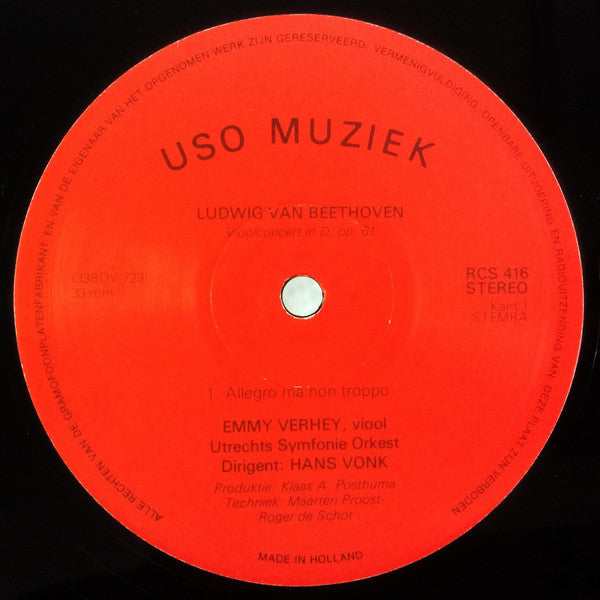 ALLE RECHTEN VAN DE GRAMOFOONPLATENFABRIKANT EN VAN DE EIGENAAR VAN HET OPGENOMEN WERK ZIJN GERESERVEERD. VERMENIGVULDIGING, OPENBARE UITVOERING EN RADIOUITZENDING VAN DEZE PLAAT ZIJN VERBODEN
USO MUZIEK
LUDWIG VAN BEETHOVEN
Vioolconcert in D, op. 61
(33BOV 723)
33 rpm
RCS 416
STEREO
Kant 1
STEMRA
1. Allegro ma non troppo
EMMY VERHEY, viool
Utrechts Symfonie Orkest
Dirigent: HANS VONK
Produktie: Klaas A. Posthuma
Techniek: Maarten Proost-
Roger de Schot
MADE IN HOLLAND